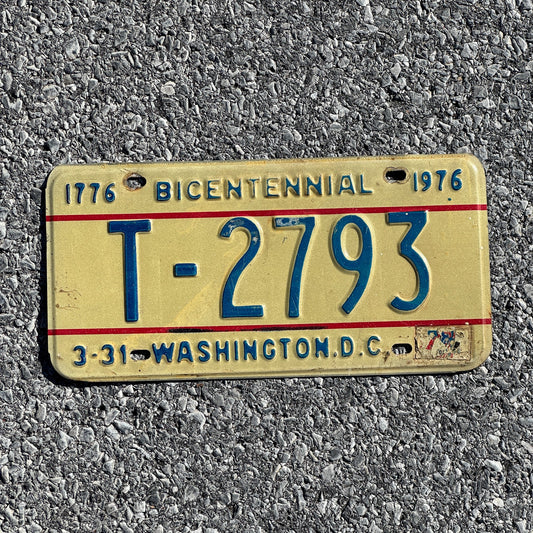 1776 BICENTENNIAL 1976
T-2793
3-31 WASHINGTON, D.C.